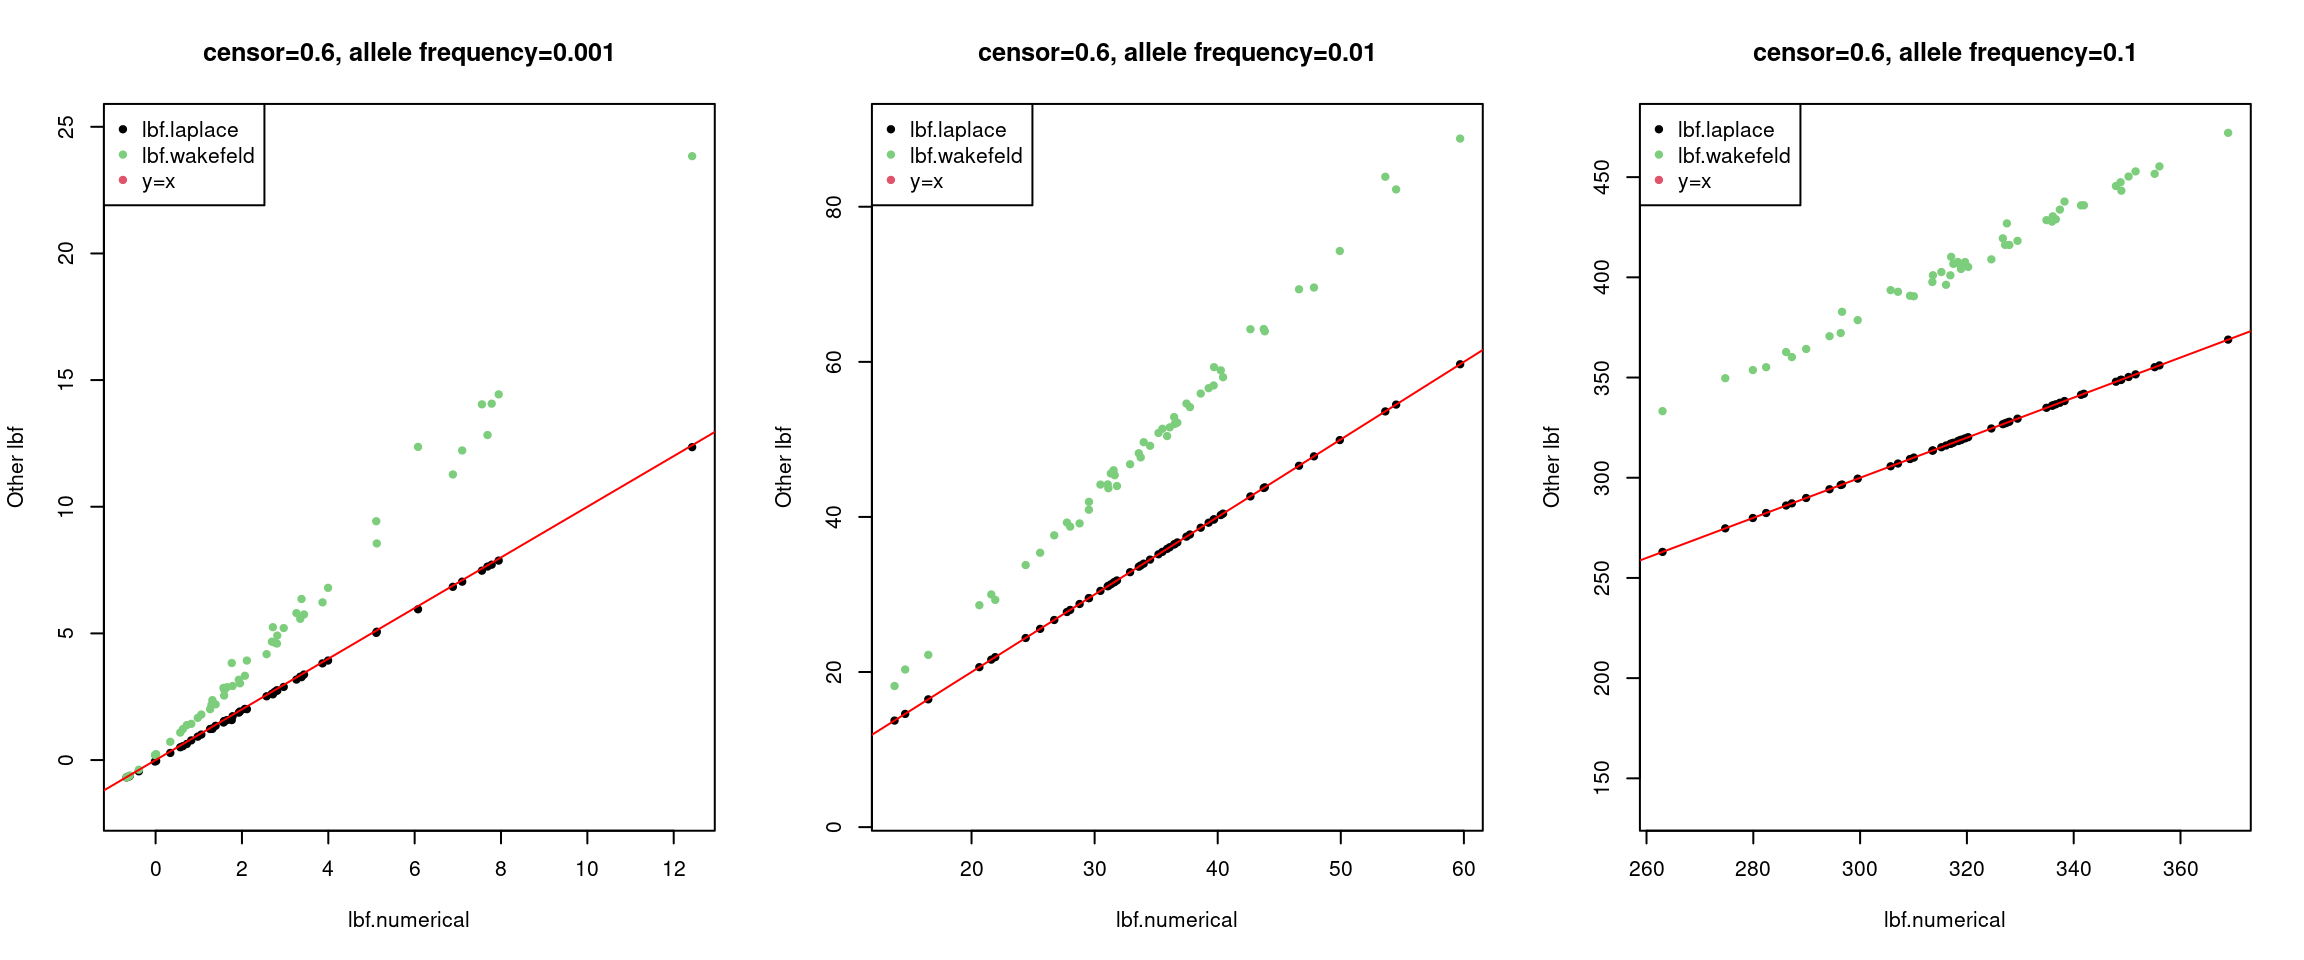 censor=0.6, allele frequency=0.001
lbf.laplace
lbf.wakefeld
y=x
Other lbf
25
20
15
10
5
0
0 2 4 6 8 10 12
lbf.numerical
censor=0.6, allele frequency=0.01
lbf.laplace
lbf.wakefeld
y=x
Other lbf
80
60
40
20
0
20 30 40 50 60
lbf.numerical
censor=0.6, allele frequency=0.1
lbf.laplace
lbf.wakefeld
y=x
Other lbf
450
400
350
300
250
200
150
260 280 300 320 340 360
lbf.numerical